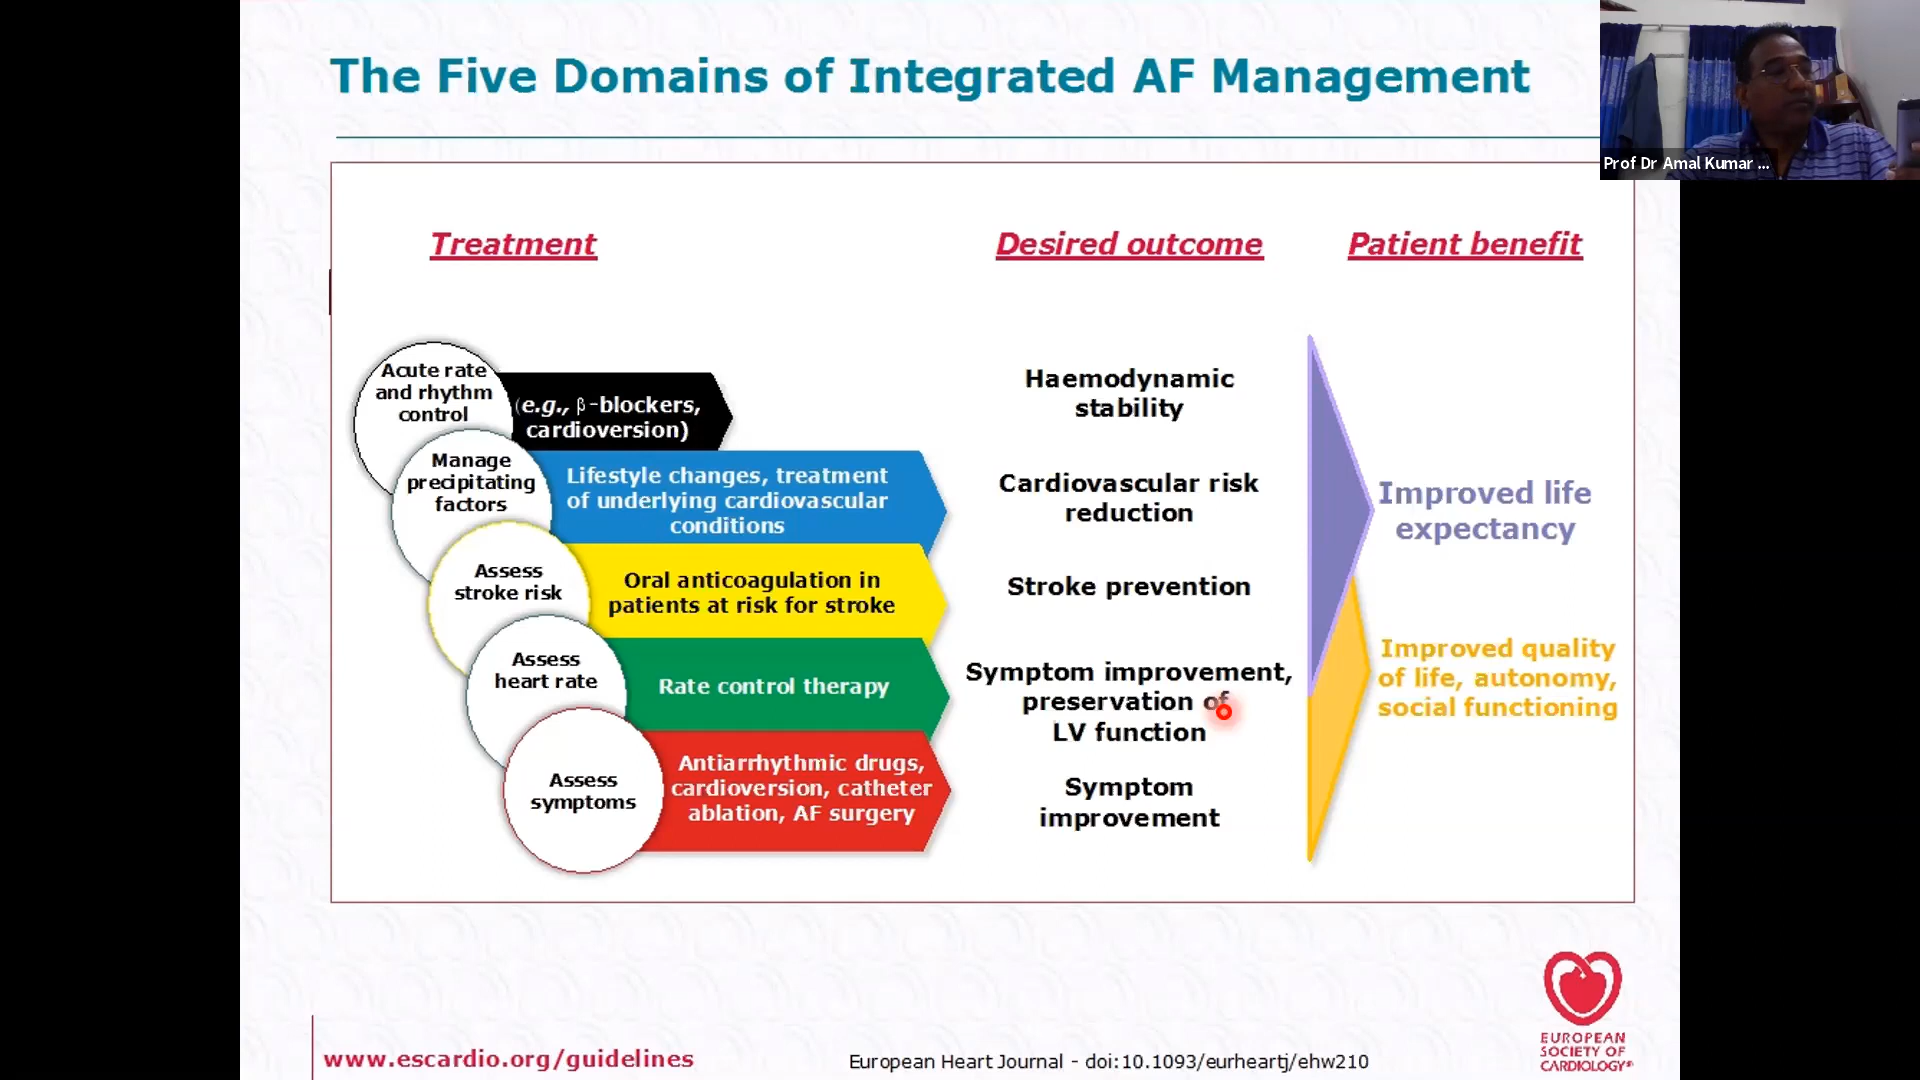 The Five Domains of Integrated AF Management
Prof Dr Amal Kumar ...
Treatment
Desired outcome
Patient benefit
Acute rate
and rhythm
control
(e.g., β-blockers,
cardioversion)
Haemodynamic
stability
Manage
precipitating
factors
Lifestyle changes, treatment
of underlying cardiovascular
conditions
Cardiovascular risk
reduction
Improved life
expectancy
Assess
stroke risk
Oral anticoagulation in
patients at risk for stroke
Stroke prevention
Assess
heart rate
Rate control therapy
Symptom improvement,
preservation of
LV function
Improved quality
of life, autonomy,
social functioning
Assess
symptoms
Antiarrhythmic drugs,
cardioversion, catheter
ablation, AF surgery
Symptom
improvement
www.escardio.org/guidelines
European Heart Journal - doi:10.1093/eurheartj/ehw210
EUROPEAN
SOCIETY OF
CARDIOLOGY®